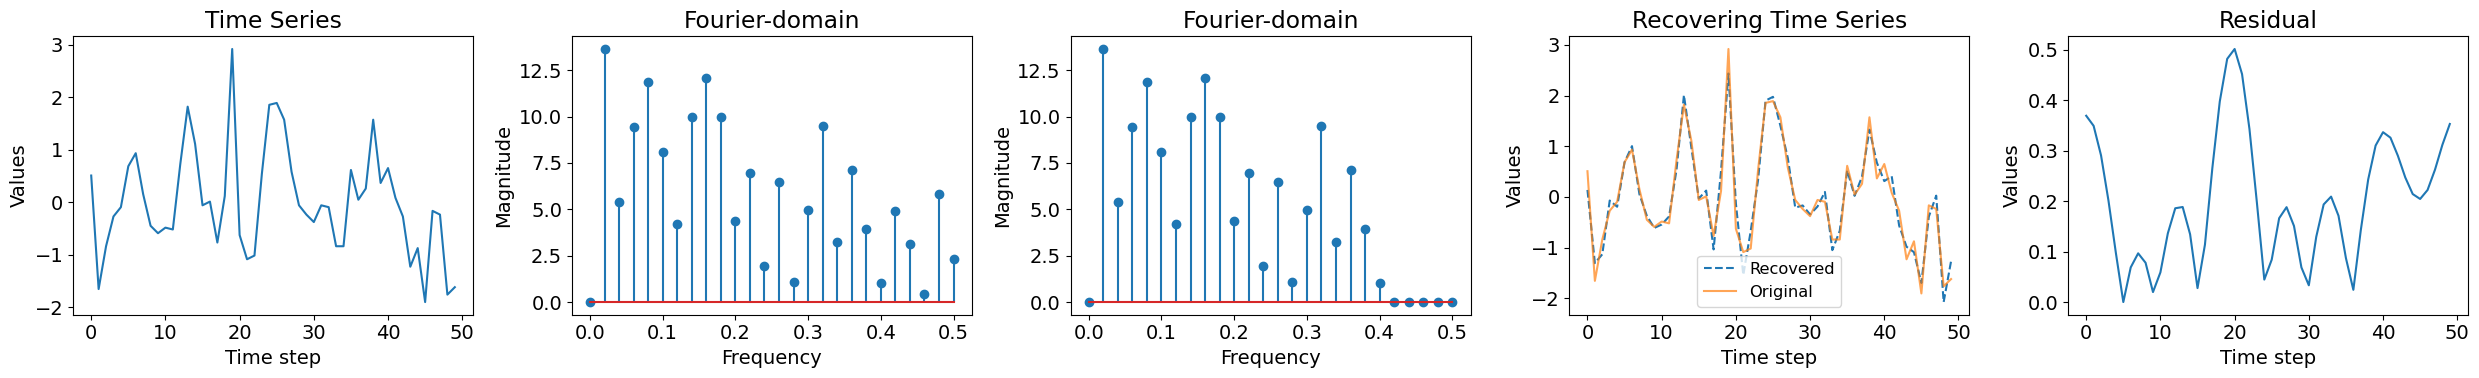 Time Series
Values
3
2
1
0
−1
−2
0 10 20 30 40 50
Time step
Fourier-domain
Magnitude
12.5
10.0
7.5
5.0
2.5
0.0
0.0 0.1 0.2 0.3 0.4 0.5
Frequency
Fourier-domain
Magnitude
12.5
10.0
7.5
5.0
2.5
0.0
0.0 0.1 0.2 0.3 0.4 0.5
Frequency
Recovering Time Series
Values
3
2
1
0
−1
−2
Recovered
Original
0 10 20 30 40 50
Time step
Residual
Values
0.5
0.4
0.3
0.2
0.1
0.0
0 10 20 30 40 50
Time step